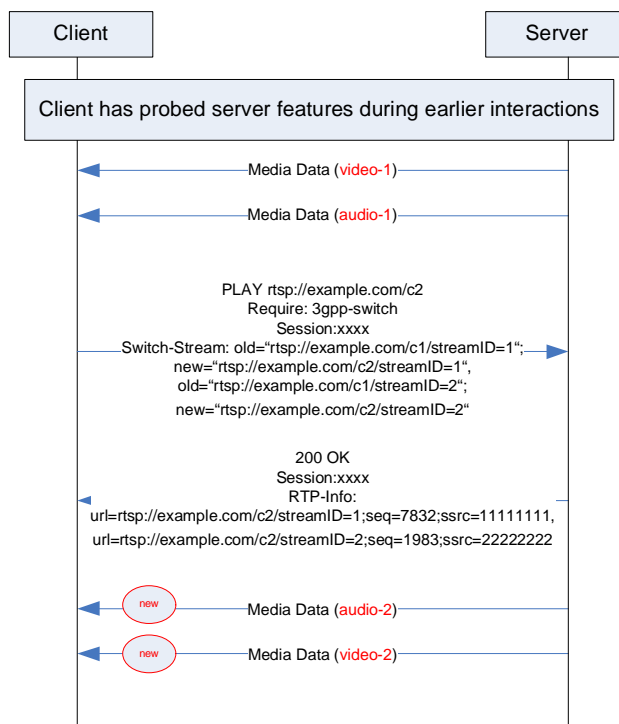 Client
Server
Client has probed server features during earlier interactions
Media Data (video-1)
Media Data (audio-1)
PLAY rtsp://example.com/c2
Require: 3gpp-switch
Session:xxxx
Switch-Stream: old=“rtsp://example.com/c1/streamID=1“;
new=“rtsp://example.com/c2/streamID=1“,
old=“rtsp://example.com/c1/streamID=2“;
new=“rtsp://example.com/c2/streamID=2“
200 OK
Session:xxxx
RTP-Info:
url=rtsp://example.com/c2/streamID=1;seq=7832;ssrc=11111111,
url=rtsp://example.com/c2/streamID=2;seq=1983;ssrc=22222222
new
Media Data (audio-2)
new
Media Data (video-2)